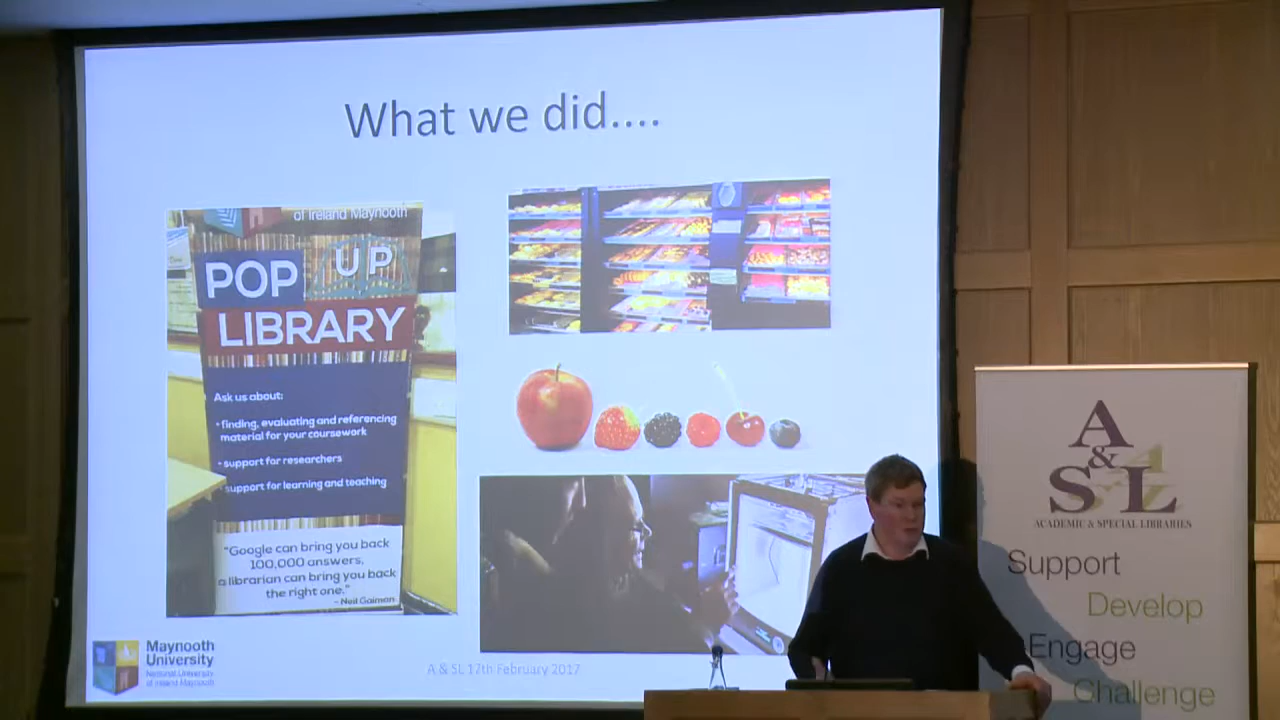 What we did....
of Ireland Maynooth
POP UP
LIBRARY
Ask us about:
• finding, evaluating and referencing
material for your coursework
• support for researchers
• support for learning and teaching
"Google can bring you back
100,000 answers,
a librarian can bring you back
the right one."
- Neil Gaiman
Maynooth
University
National University
of Ireland Maynooth
A & SL 17th February 2017
A
&
SL
ACADEMIC & SPECIAL LIBRARIES
Support
Develop
Engage
Challenge